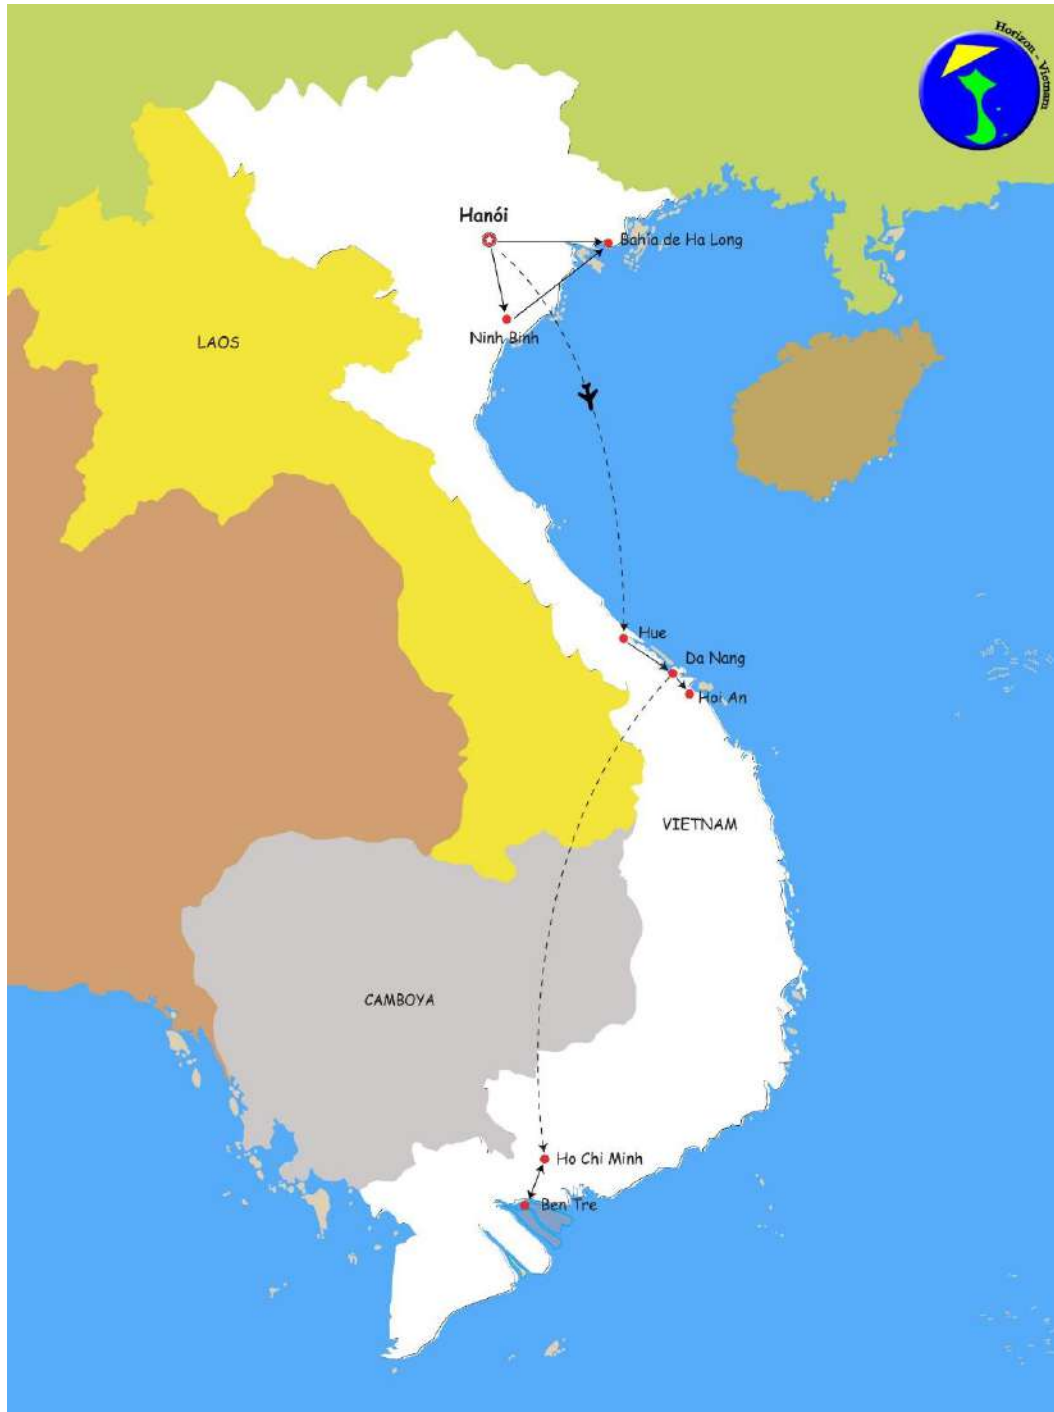 Horizon - Vietnam
Hanói
Bahía de Ha Long
Ninh Binh
LAOS
Hue
Da Nang
Hoi An
VIETNAM
CAMBOYA
Ho Chi Minh
Ben Tre